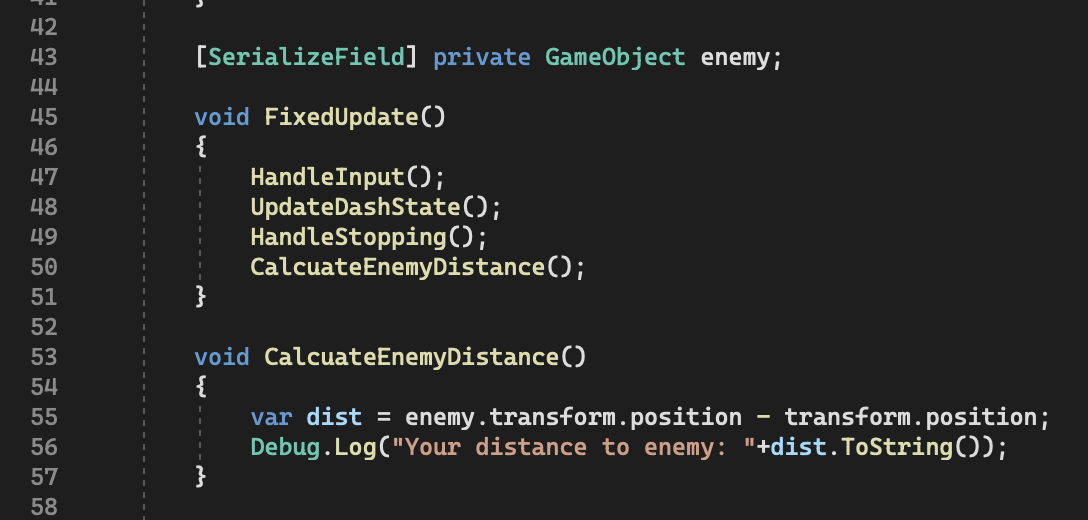 41 }
42
43 [SerializeField] private GameObject enemy;
44
45 void FixedUpdate()
46 {
47 HandleInput();
48 UpdateDashState();
49 HandleStopping();
50 CalcuateEnemyDistance();
51 }
52
53 void CalcuateEnemyDistance()
54 {
55 var dist = enemy.transform.position - transform.position;
56 Debug.Log("Your distance to enemy: "+dist.ToString());
57 }
58